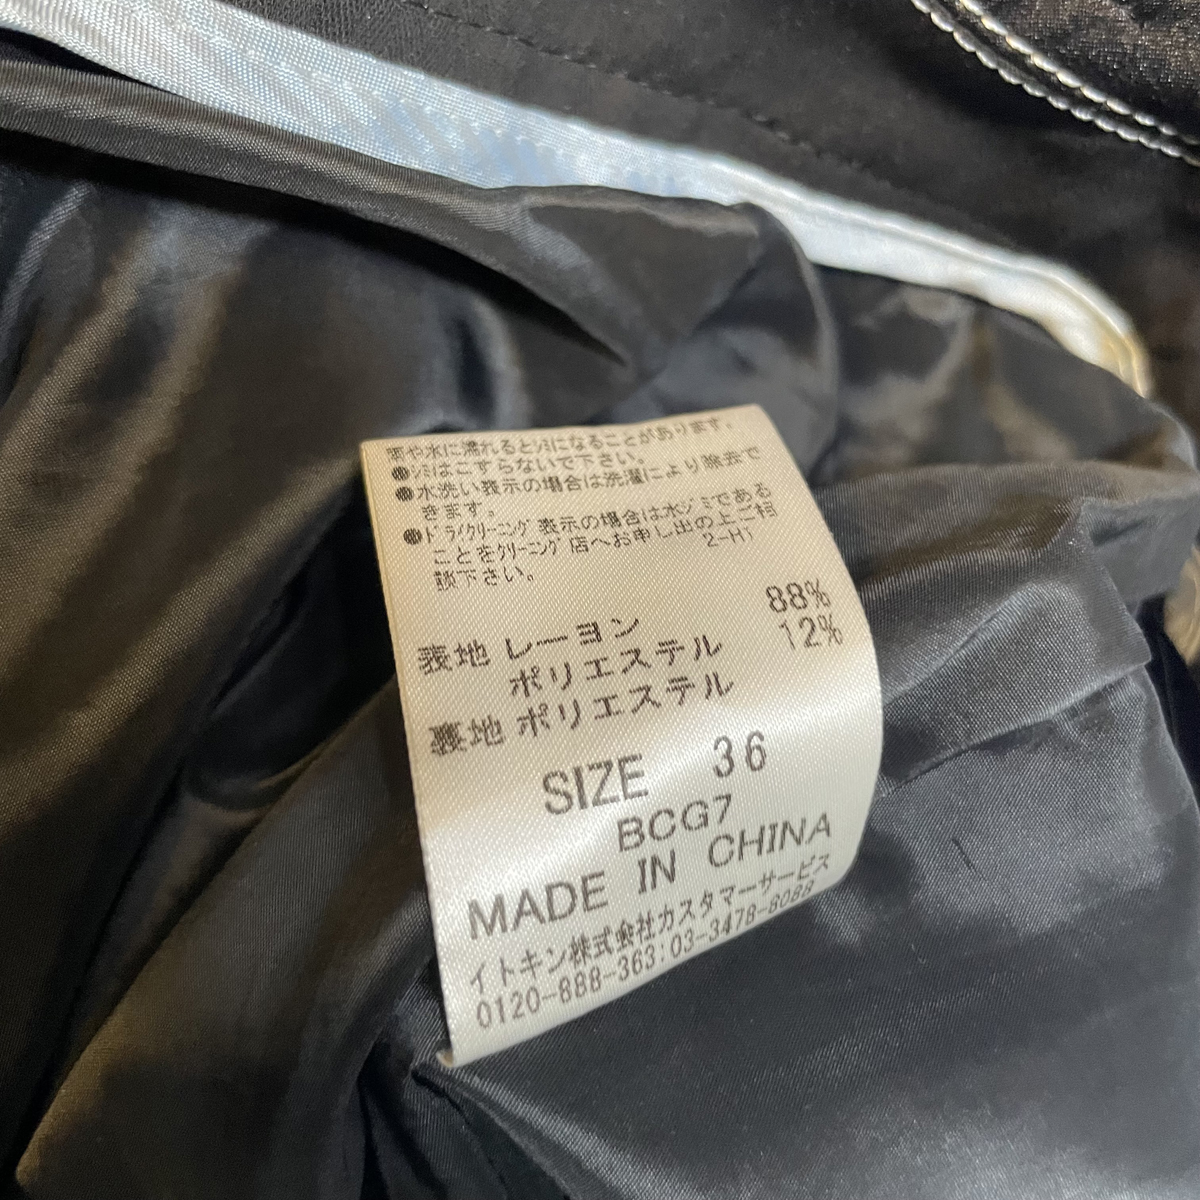 雨や水に濡れるとシミになることがあります。
●シミはこすらないで下さい。
●水洗い表示の場合は洗濯により除去で
きます。
●ドライクリーニング表示の場合は水ジミである
ことをクリーニング店へお申し出の上ご相
談下さい。
2-H)
表地 レーヨン 88%
ポリエステル 12%
裏地 ポリエステル
SIZE 36
BCG7
MADE IN CHINA
イトキン株式会社カスタマーサービス
0120-888-363:03-3478-8088